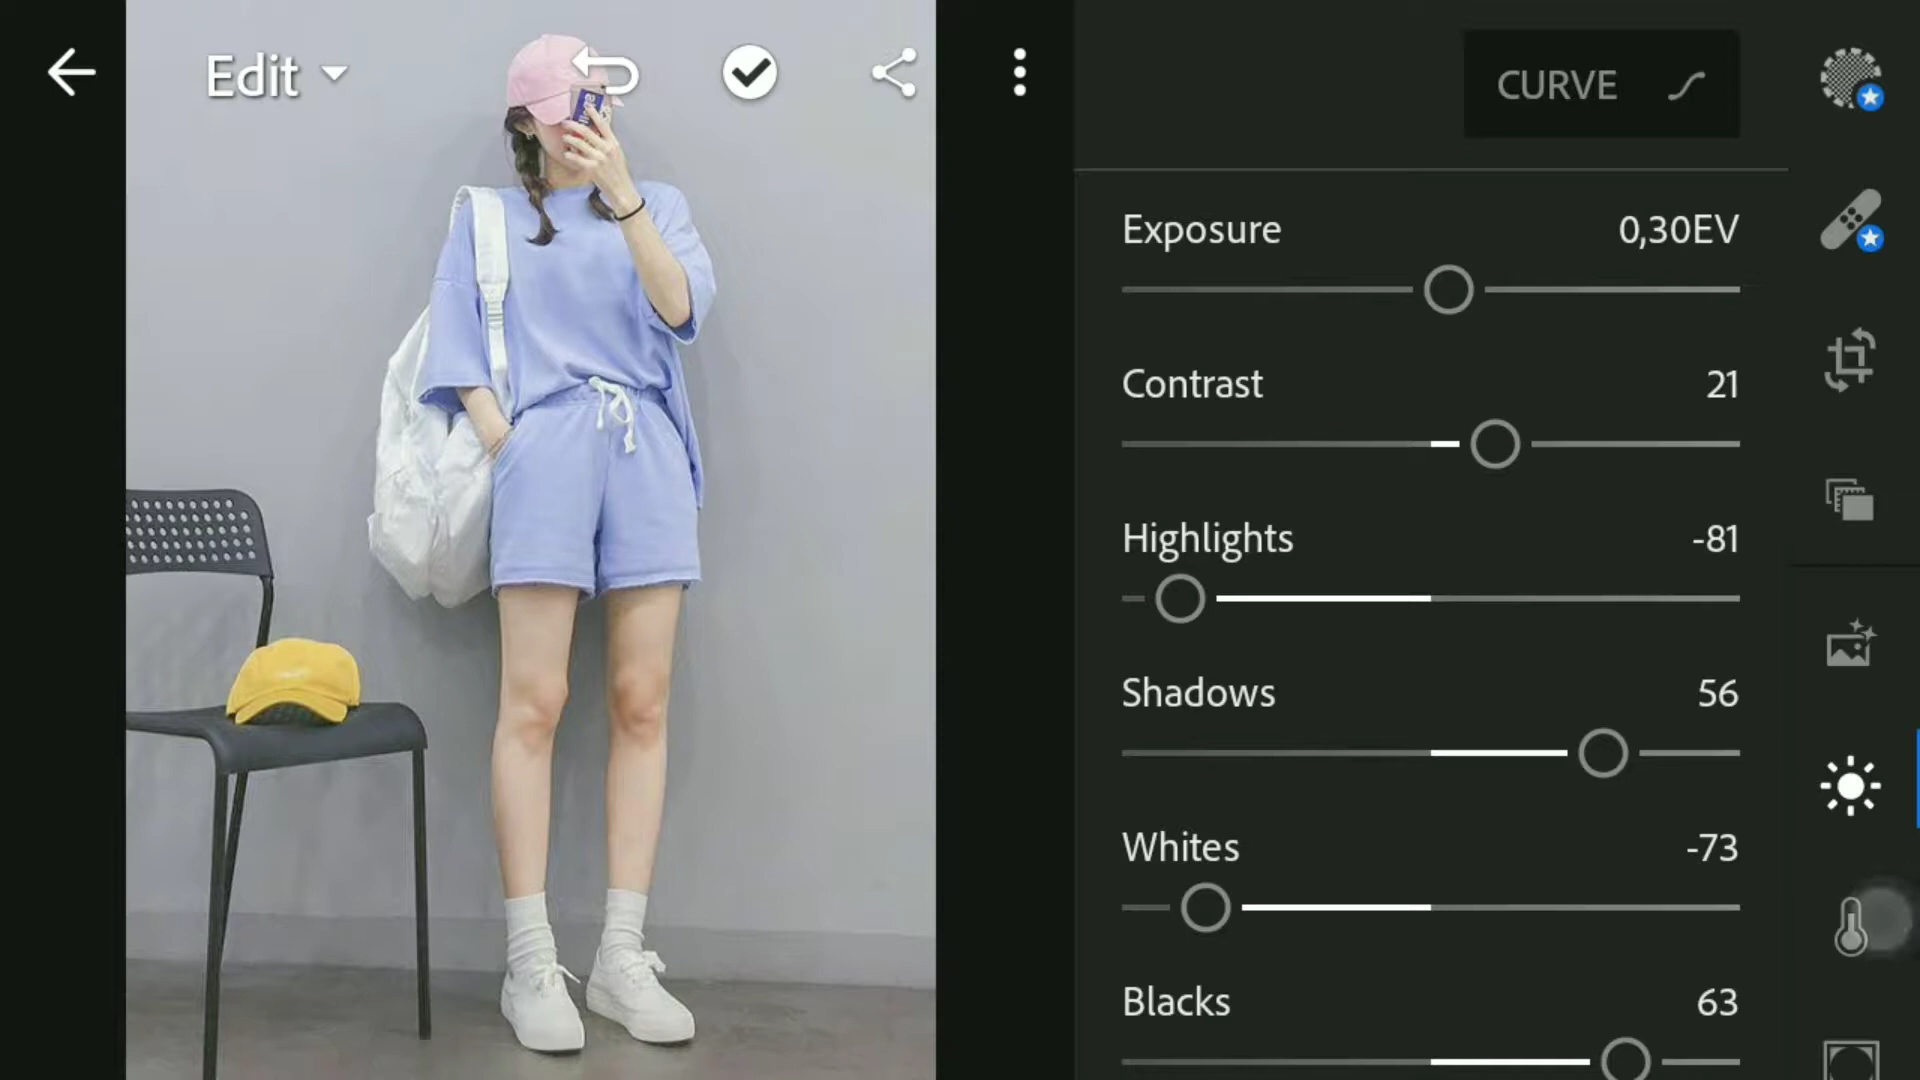 Edit
CURVE
Exposure 0,30EV
Contrast 21
Highlights -81
Shadows 56
Whites -73
Blacks 63